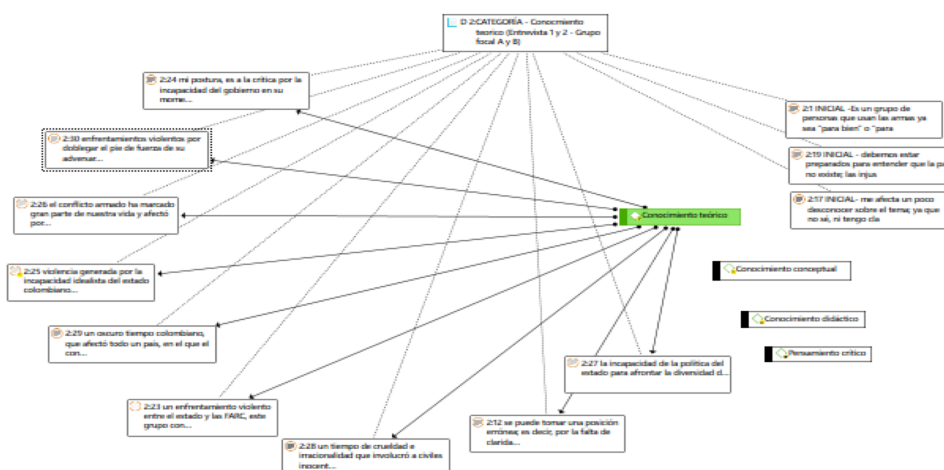 D 2:CATEGORÍA - Conocmiento
teorico (Entrevista 1 y 2 - Grupo
focal A y B)
2:24 mi postura, es a la crítica por la
incapacidad del gobierno en su
mome...
2:1 INICIAL -Es un grupo de
personas que usan las armas ya
sea "para bien" o "para
2:30 enfrentamientos violentos por
doblegar el pie de fuerza de su
adversar...
2:19 INICIAL - debemos estar
preparados para entender que la pa
no existe; las injus
2:26 el conflicto armado ha marcado
gran parte de nuestra vida y afectó
por...
2:17 INICIAL- me afecta un poco
desconocer sobre el tema; ya que
no sé, ni tengo cla
Conocimiento teórico
2:25 violencia generada por la
incapacidad idealista del estado
colombiano...
Conocimiento conceptual
2:29 un oscuro tiempo colombiano,
que afectó todo un país, en el que el
con...
Conocimiento didáctico
Pensamiento crítico
2:27 la incapacidad de la política del
estado para afrontar la diversidad d...
2:23 un enfrentamiento violento
entre el estado y las FARC, este
grupo con...
2:12 se puede tomar una posición
errónea; es decir, por la falta de
clarida...
2:28 un tiempo de crueldad e
irracionalidad que involucró a civiles
inocent...